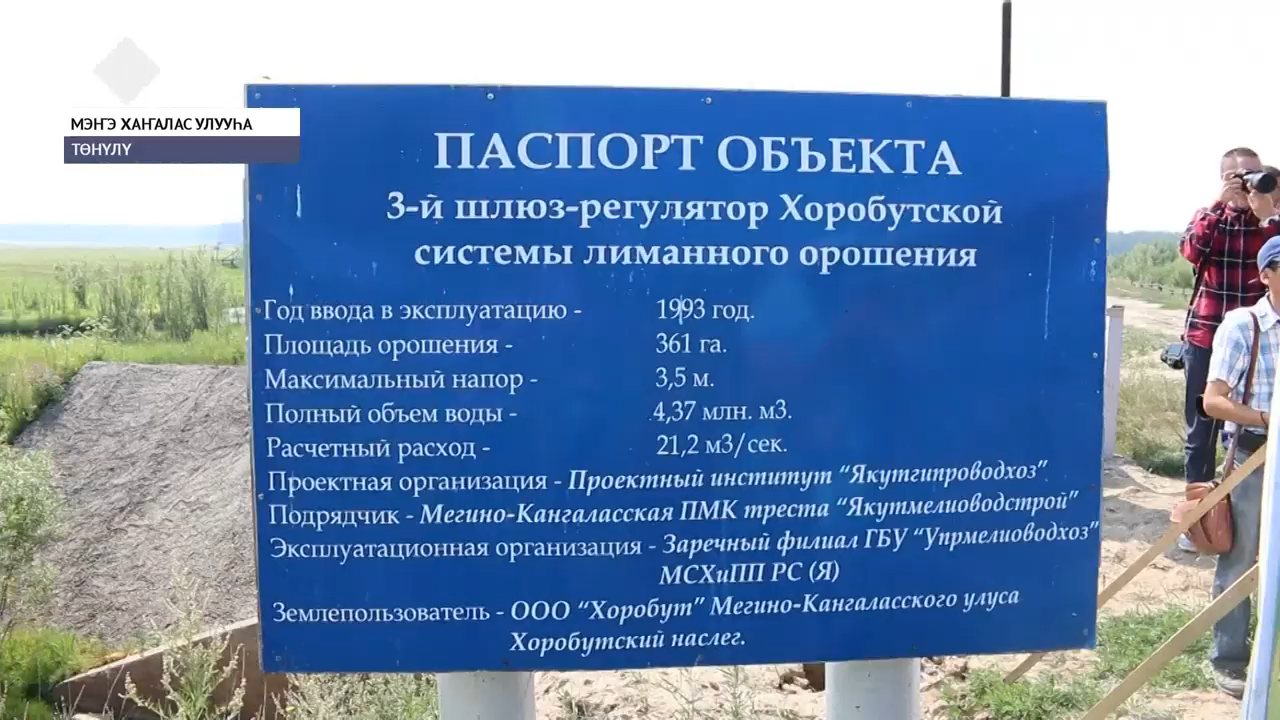 МЭҤЭ ХАҤАЛАС УЛУУҺА
ТӨҤҮЛҮ
ПАСПОРТ ОБЪЕКТА
3-й шлюз-регулятор Хоробутской
системы лиманного орошения
Год ввода в эксплуатацию - 1993 год.
Площадь орошения - 361 га.
Максимальный напор - 3,5 м.
Полный объем воды - 4,37 млн. м3.
Расчетный расход - 21,2 м3/сек.
Проектная организация - Проектный институт “Якутгипроводхоз”
Подрядчик - Мегино-Кангаласская ПМК треста “Якутмелиоводстрой”
Эксплуатационная организация - Заречный филиал ГБУ “Упрмелиоводхоз”
МСХиПП РС (Я)
Землепользователь - ООО “Хоробут” Мегино-Кангаласского улуса
Хоробутский наслег.